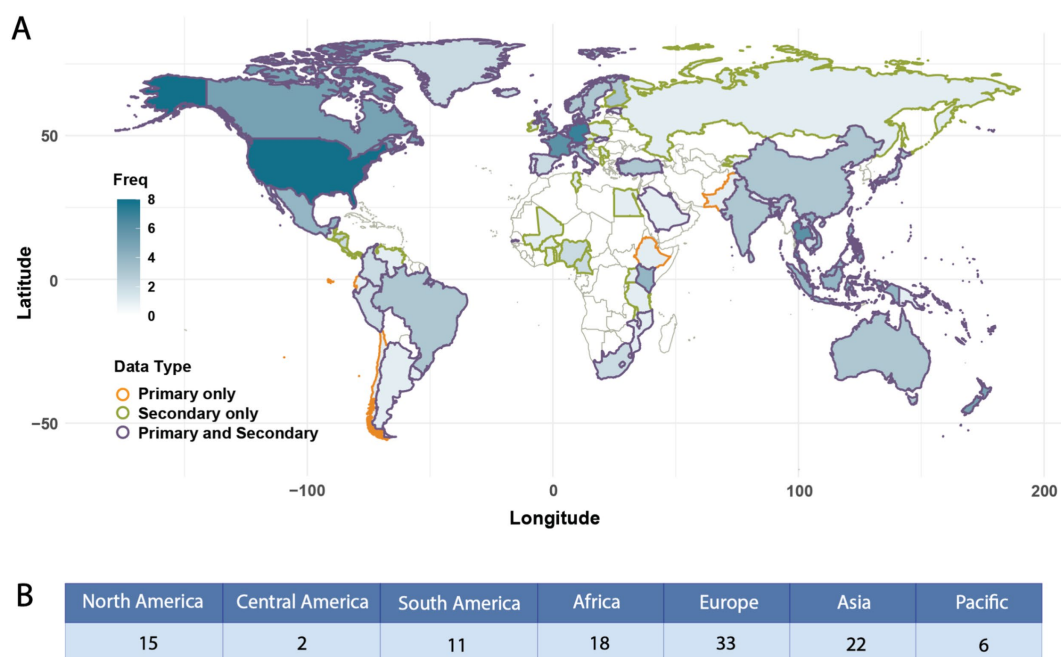 A
Latitude
50
0
−50
Freq
8
6
4
2
0
Data Type
Primary only
Secondary only
Primary and Secondary
−100
0
100
200
Longitude
B
North America Central America South America Africa Europe Asia Pacific
15 2 11 18 33 22 6